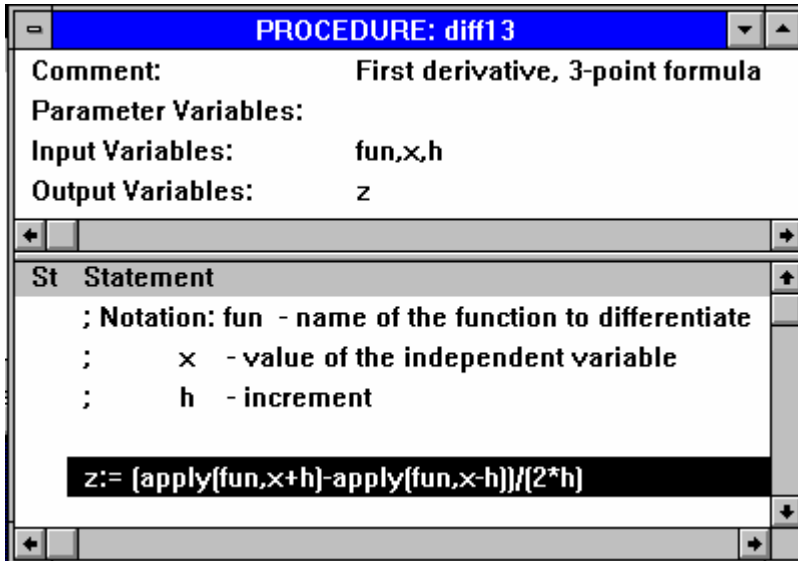 PROCEDURE: diff13
Comment: First derivative, 3-point formula
Parameter Variables:
Input Variables: fun,x,h
Output Variables: z
St Statement
; Notation: fun - name of the function to differentiate
; x - value of the independent variable
; h - increment
z:= (apply(fun,x+h)-apply(fun,x-h))/(2*h)